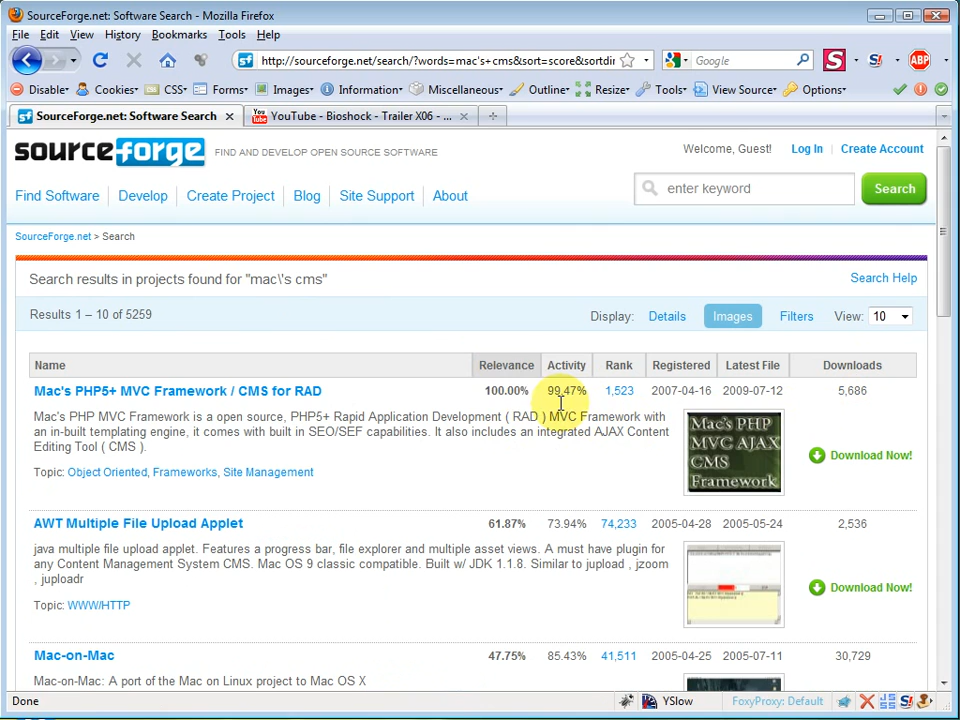 SourceForge.net: Software Search - Mozilla Firefox
File Edit View History Bookmarks Tools Help
http://sourceforge.net/search/?words=mac's+cms&sort=score&sortdir
Google
ABP
Disable Cookies CSS Forms Images Information Miscellaneous Outline Resize Tools View Source Options
SourceForge.net: Software Search
YouTube - Bioshock - Trailer X06 - ...
sourceforge FIND AND DEVELOP OPEN SOURCE SOFTWARE
Welcome, Guest! Log In Create Account
Find Software Develop Create Project Blog Site Support About
enter keyword Search
SourceForge.net > Search
Search results in projects found for "mac\'s cms"
Search Help
Results 1 – 10 of 5259
Display: Details Images Filters View: 10
Name Relevance Activity Rank Registered Latest File Downloads
Mac's PHP5+ MVC Framework / CMS for RAD 100.00% 99.47% 1,523 2007-04-16 2009-07-12 5,686
Mac's PHP MVC Framework is a open source, PHP5+ Rapid Application Development ( RAD ) MVC Framework with
an in-built templating engine, it comes with built in SEO/SEF capabilities. It also includes an integrated AJAX Content
Editing Tool ( CMS ).
Topic: Object Oriented, Frameworks, Site Management
Mac's PHP
MVC AJAX
CMS
Framework
Download Now!
AWT Multiple File Upload Applet 61.87% 73.94% 74,233 2005-04-28 2005-05-24 2,536
java multiple file upload applet. Features a progress bar, file explorer and multiple asset views. A must have plugin for
any Content Management System CMS. Mac OS 9 classic compatible. Built w/ JDK 1.1.8. Similar to jupload , jzoom
, juploadr
Topic: WWW/HTTP
Download Now!
Mac-on-Mac 47.75% 85.43% 41,511 2005-04-25 2005-07-11 30,729
Mac-on-Mac: A port of the Mac on Linux project to Mac OS X
Done YSlow FoxyProxy: Default